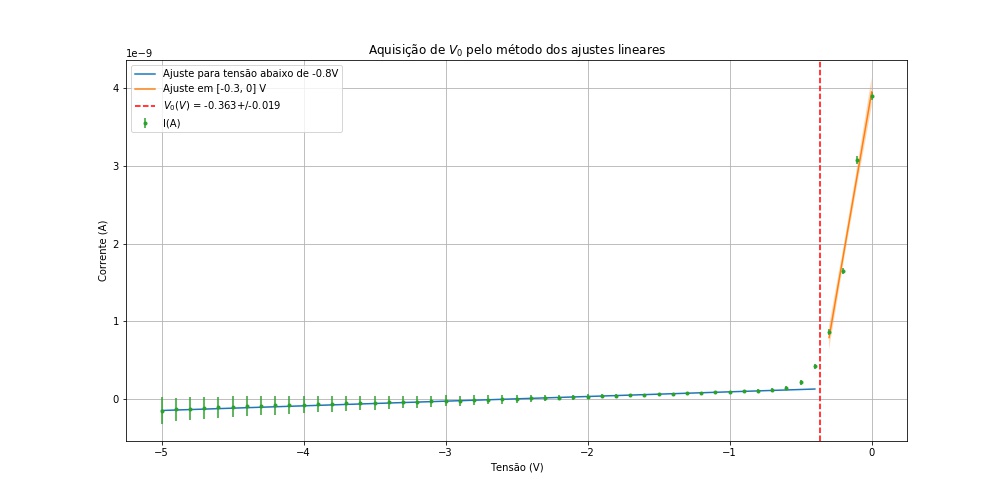 Aquisição de V₀ pelo método dos ajustes lineares
1e−9
Ajuste para tensão abaixo de -0.8V
Ajuste em [-0.3, 0] V
V₀(V) = -0.363+/-0.019
I(A)
4
3
2
1
0
Corrente (A)
−5 −4 −3 −2 −1 0
Tensão (V)